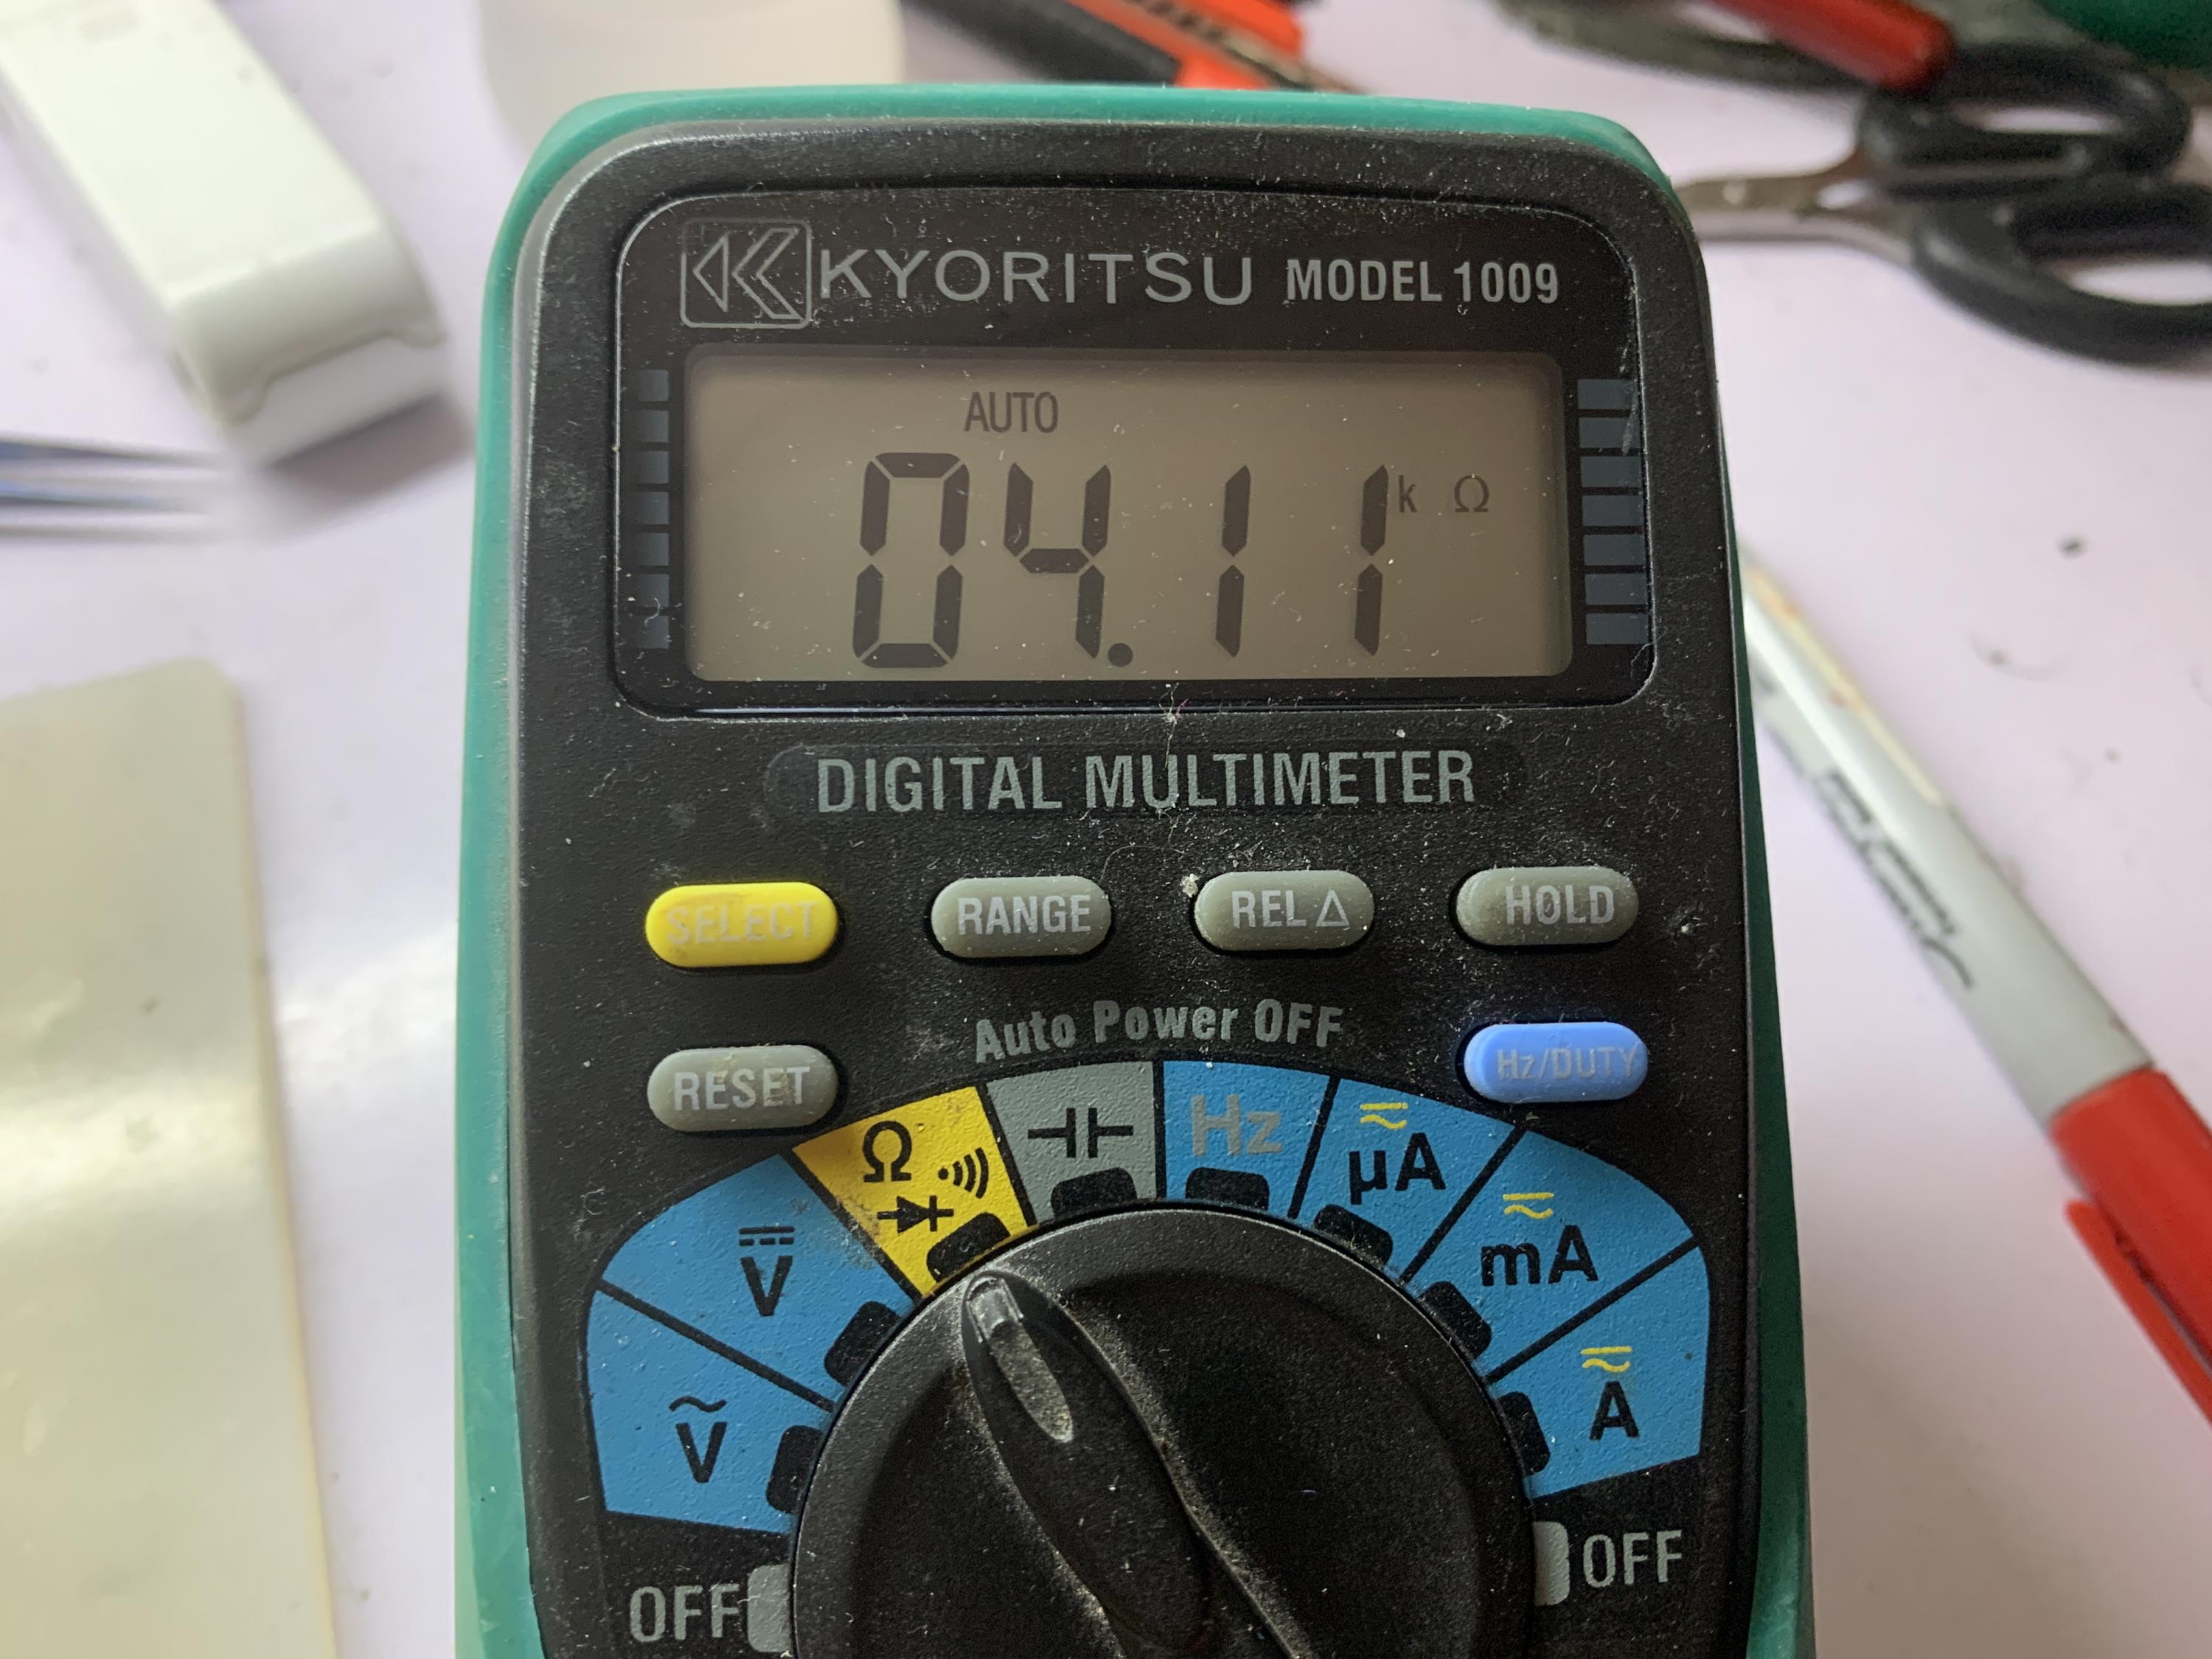 KYORITSU MODEL 1009
AUTO
04.11 k Ω
DIGITAL MULTIMETER
SELECT RANGE REL Δ HOLD
Auto Power OFF
RESET Hz/DUTY
Ω Hz µA
V mA
V A
OFF OFF